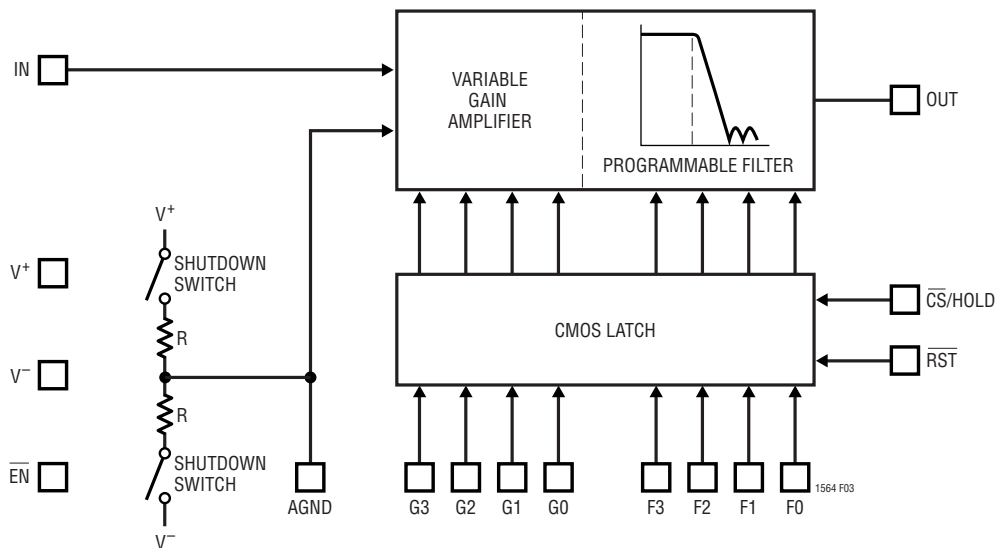 IN
VARIABLE
GAIN
AMPLIFIER
PROGRAMMABLE FILTER
OUT
V+
V+
SHUTDOWN
SWITCH
R
V−
R
EN
SHUTDOWN
SWITCH
V−
AGND
CMOS LATCH
CS/HOLD
RST
G3
G2
G1
G0
F3
F2
F1
F0
1564 F03